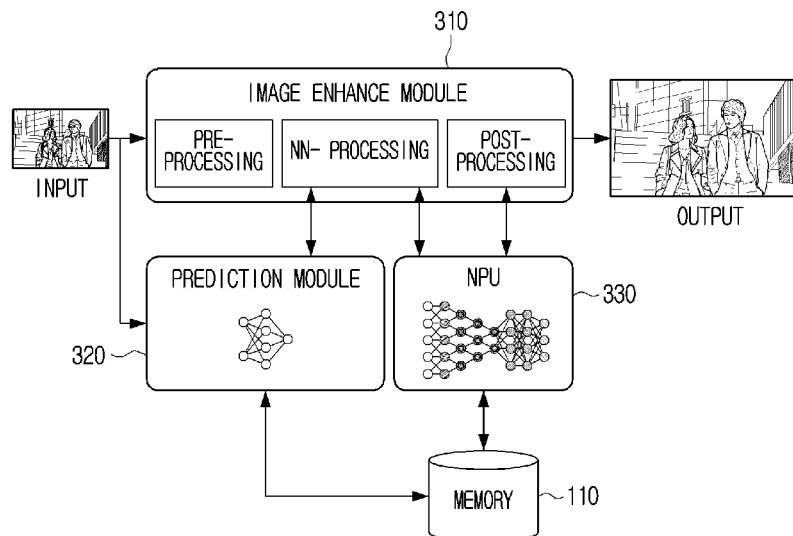 310
IMAGE ENHANCE MODULE
PRE-
PROCESSING
NN- PROCESSING
POST-
PROCESSING
INPUT
OUTPUT
PREDICTION MODULE
NPU
330
320
MEMORY
110